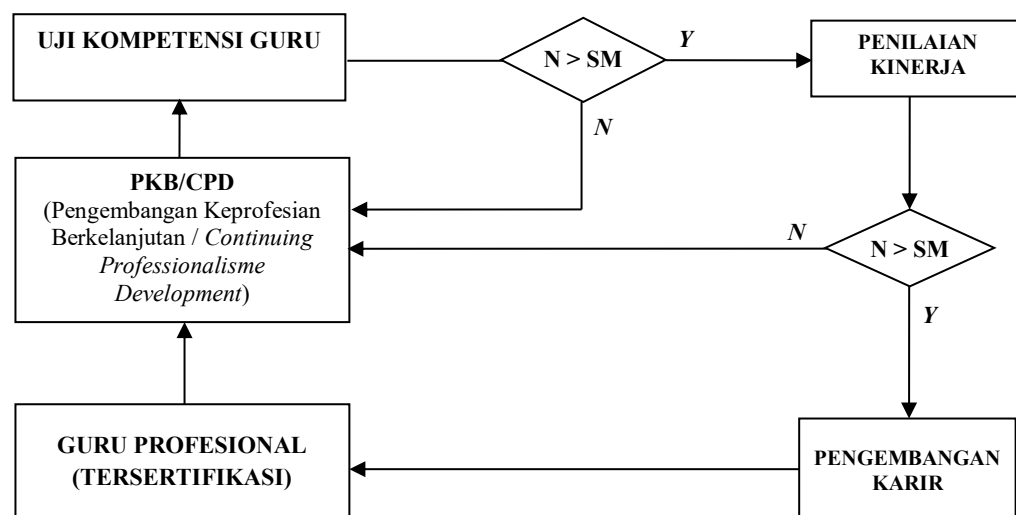 UJI KOMPETENSI GURU
N > SM
Y
PENILAIAN
KINERJA
N
PKB/CPD
(Pengembangan Keprofesian
Berkelanjutan / Continuing
Professionalisme
Development)
N
N > SM
Y
GURU PROFESIONAL
(TERSERTIFIKASI)
PENGEMBANGAN
KARIR